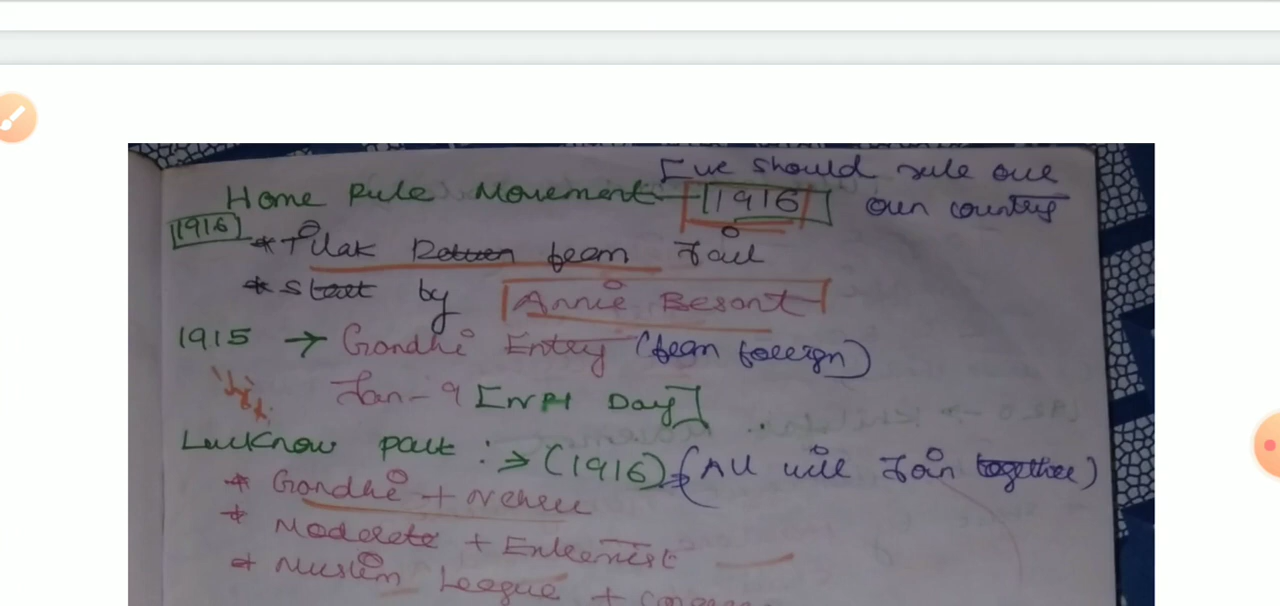 [we should rule our
Home Rule Movement - 1916 own country
1916 * Tilak Return from Jail
* Start by Annie Besant
1915 → Gandhi Entry (from foreign)
Jan-9 [NRI Day]
Lucknow pact :→ (1916) (All will Join together)
* Gandhi + Nehru
* Moderate + Extremist
* Muslim League +